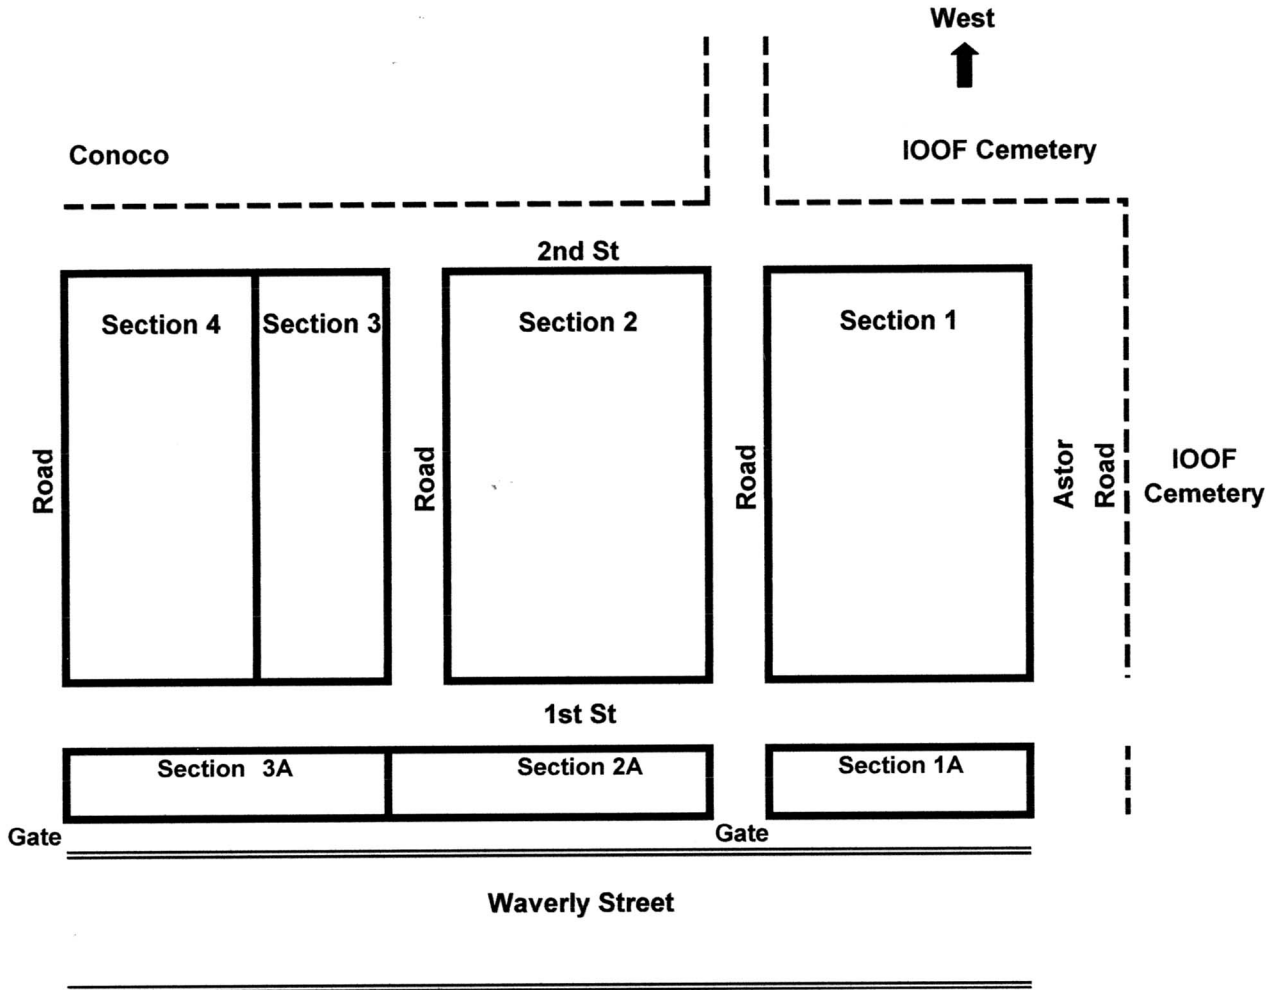 West
Conoco
IOOF Cemetery
2nd St
Section 4
Section 3
Section 2
Section 1
Road
Road
Road
Astor
Road
IOOF
Cemetery
1st St
Section 3A
Section 2A
Section 1A
Gate
Gate
Waverly Street